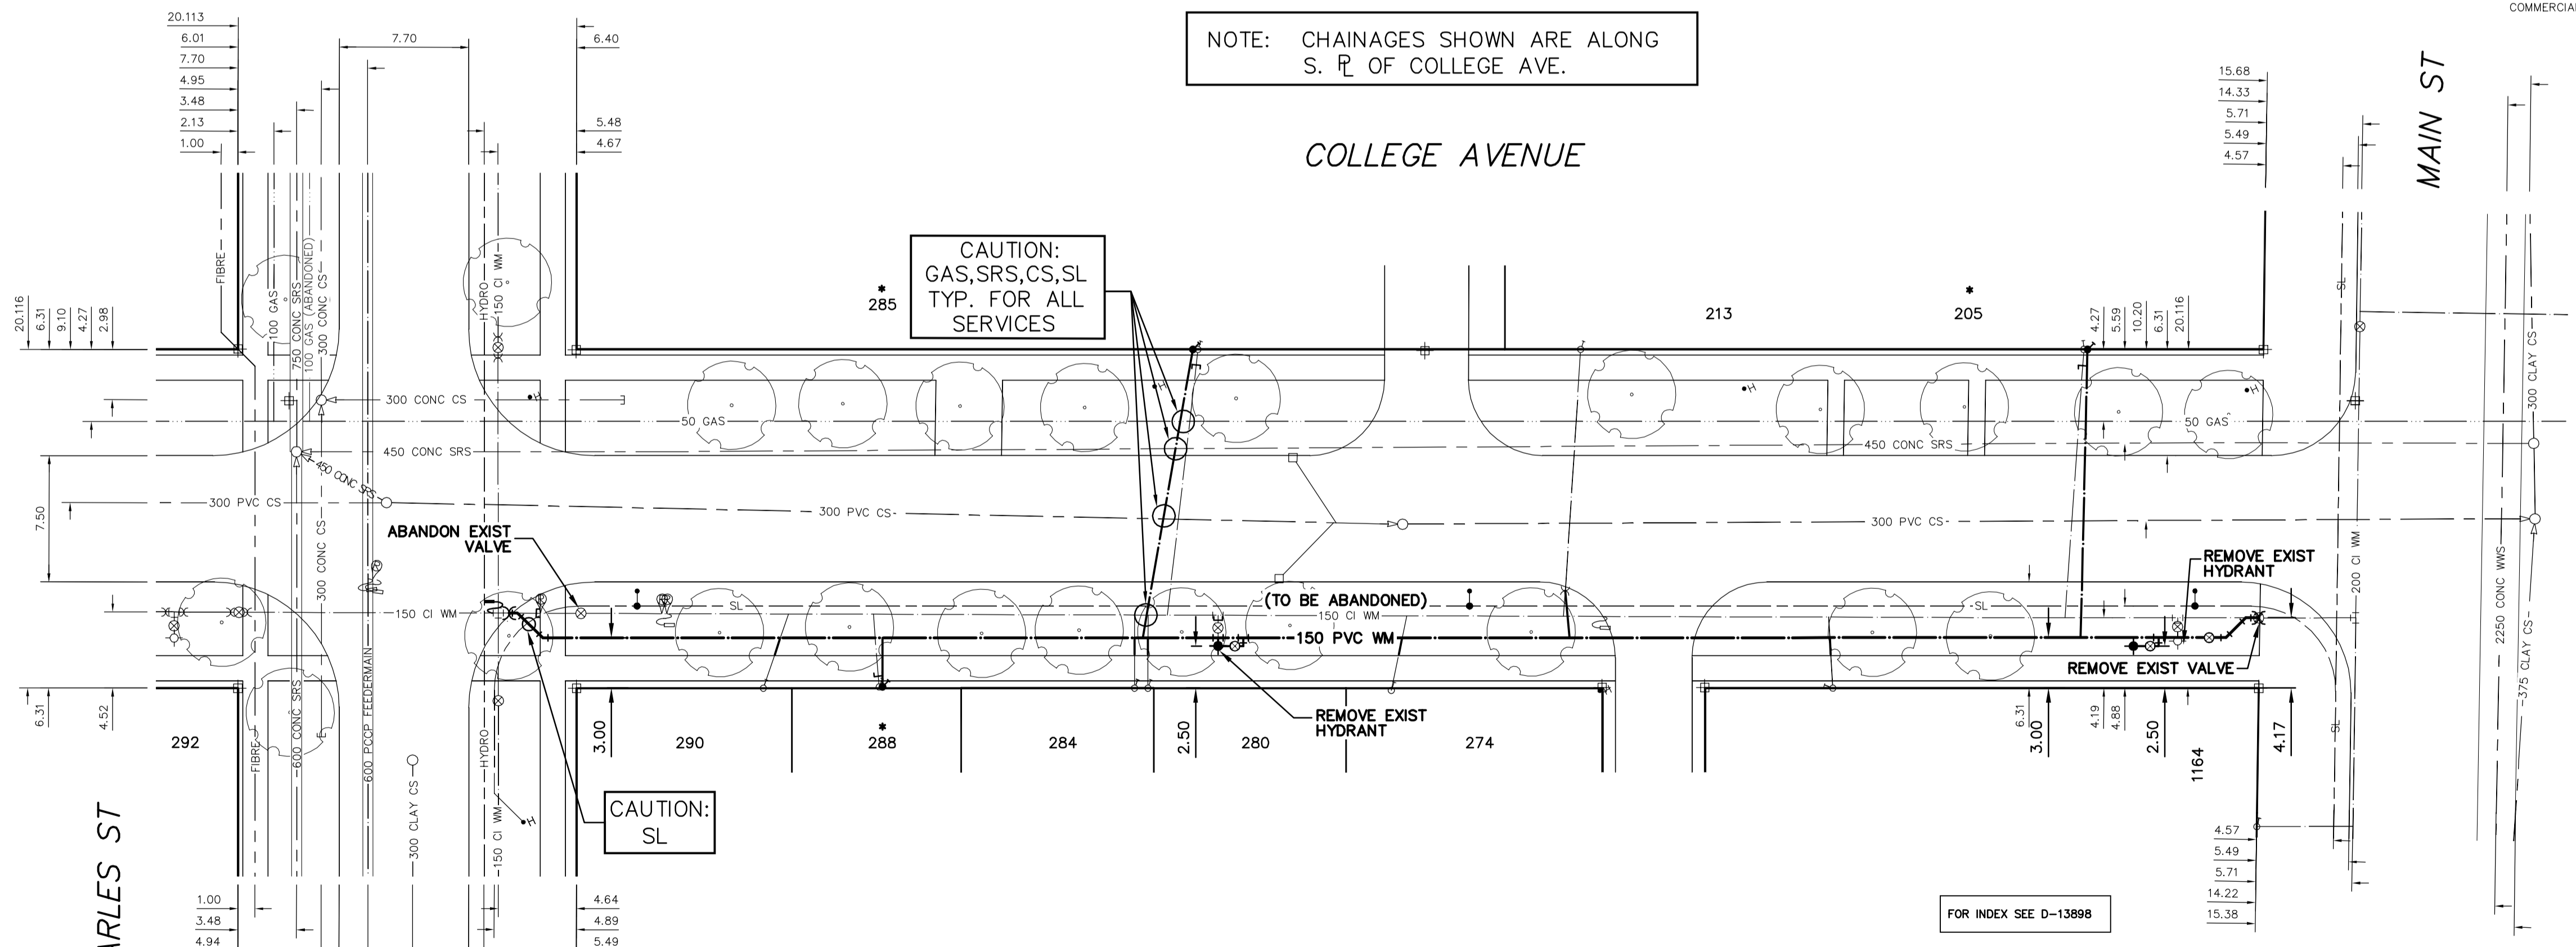 COMMERCIAL
20.113
6.01
7.70
4.95
3.48
2.13
1.00
7.70
6.40
5.48
4.67
NOTE: CHAINAGES SHOWN ARE ALONG
S. ⅊ OF COLLEGE AVE.
COLLEGE AVENUE
15.68
14.33
5.71
5.49
4.57
MAIN ST
FIBRE
100 GAS
750 CONC SRS
100 GAS (ABANDONED)
300 CONC CS
HYDRO
150 CI WM
CAUTION:
GAS,SRS,CS,SL
TYP. FOR ALL
SERVICES
*
285
213
*
205
SL
20.116
6.31
9.10
4.27
2.98
4.27
5.59
10.20
6.31
20.116
300 CONC CS
H
H
H
H
50 GAS
50 GAS
450 CONC SRS
450 CONC SRS
450 CONC SRS
300 CLAY CS
7.50
300 PVC CS
300 PVC CS
300 PVC CS
300 CONC CS
ABANDON EXIST
VALVE
REMOVE EXIST
HYDRANT
200 CI WM
150 CI WM
SL
(TO BE ABANDONED)
150 CI WM
SL
150 PVC WM
REMOVE EXIST VALVE
2250 CONC WWS
375 CLAY CS
6.31
4.52
292
FIBRE
600 CONC SRS
E
600 PCCP FEEDERMAIN
HYDRO
3.00
290
*
288
284
2.50
280
REMOVE EXIST
HYDRANT
274
6.31
3.00
4.19
4.88
2.50
1164
4.17
SL
CAUTION:
SL
300 CLAY CS
150 CI WM
H
ARLES ST
1.00
3.48
4.94
4.64
4.89
5.49
4.57
5.49
5.71
14.22
15.38
FOR INDEX SEE D-13898